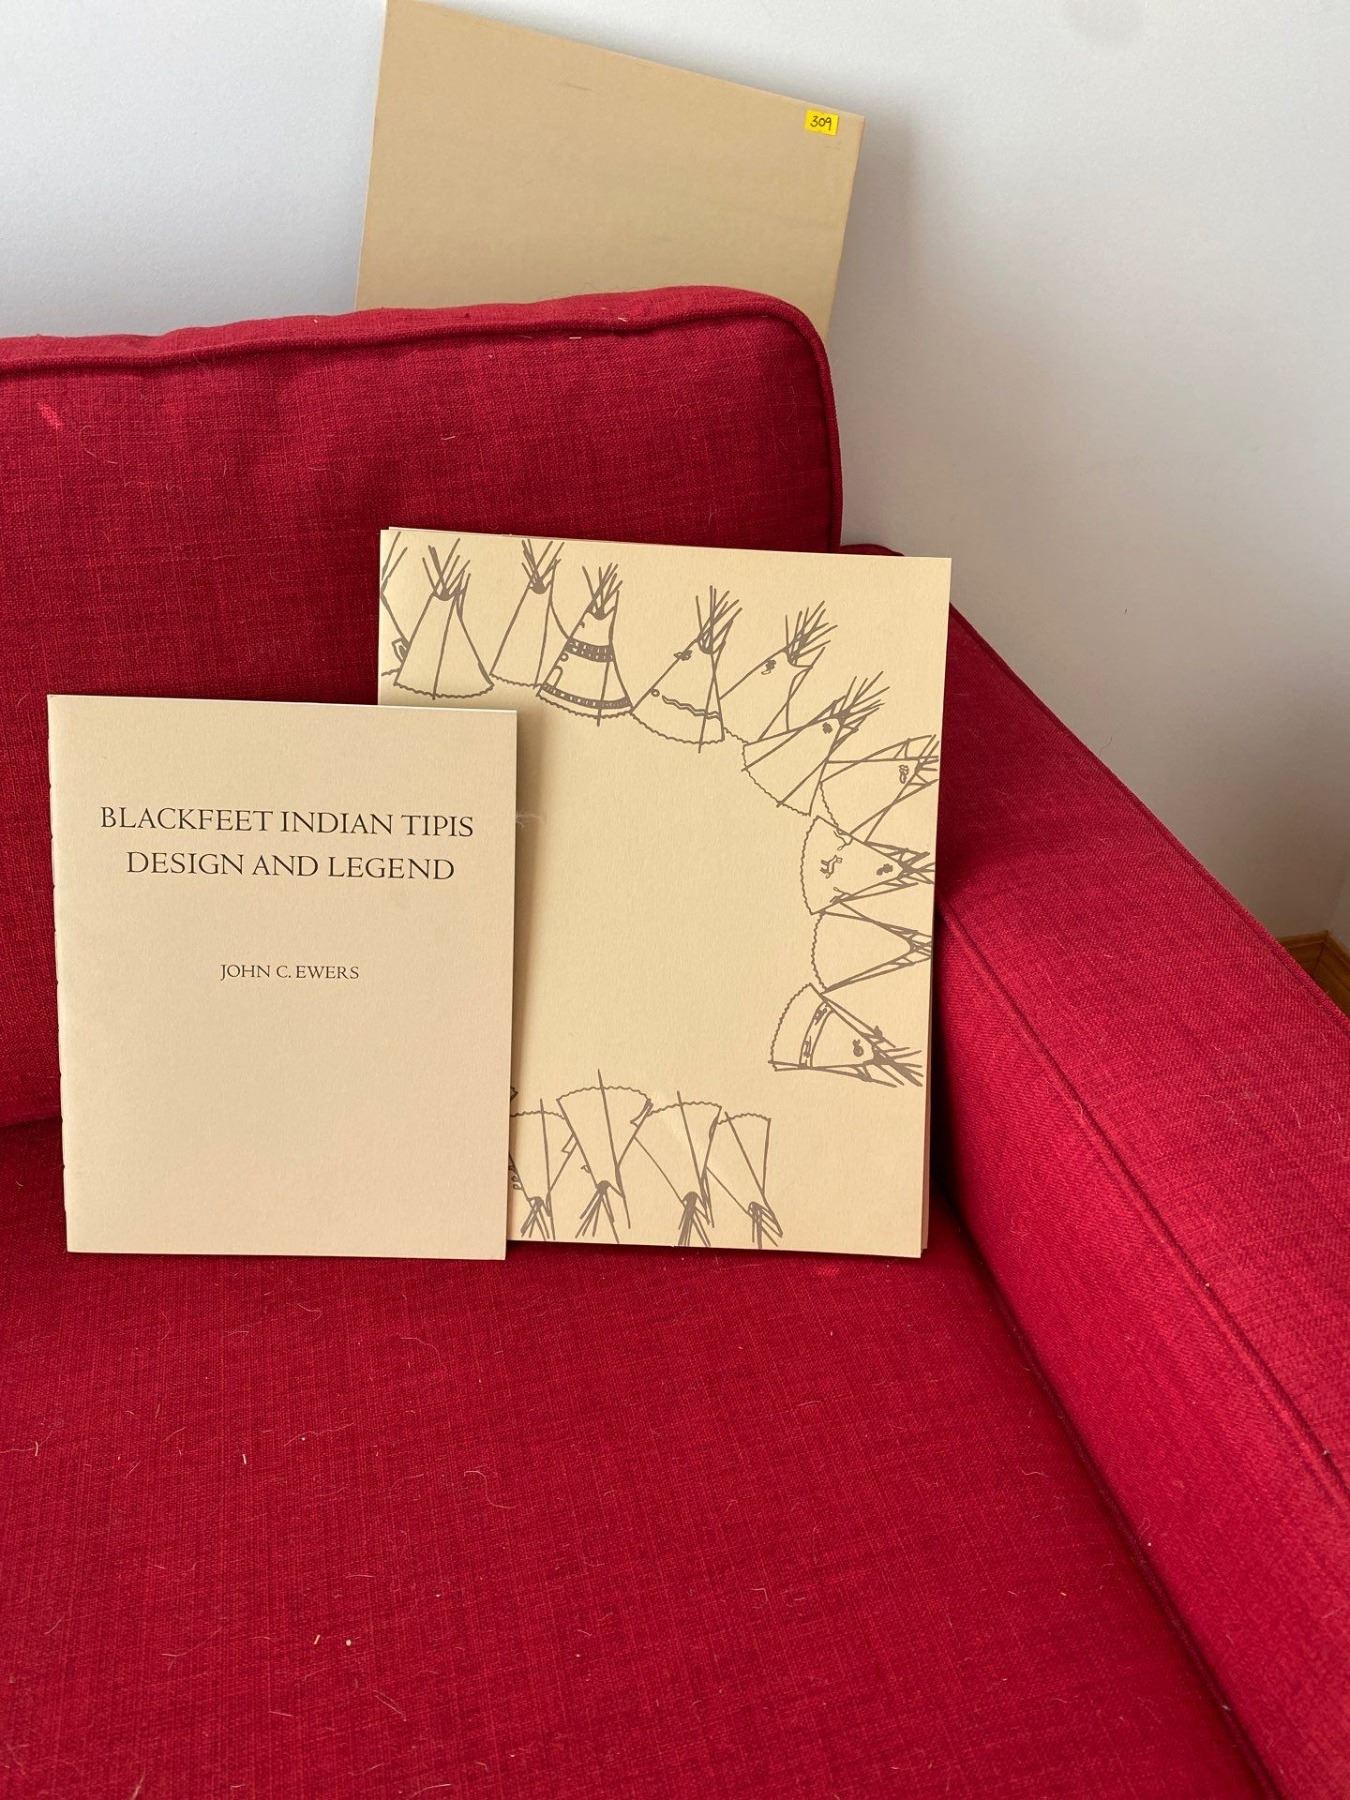 309
BLACKFEET INDIAN TIPIS
DESIGN AND LEGEND
JOHN C. EWERS